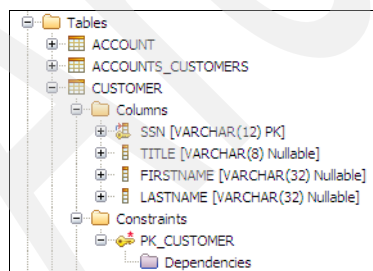 Tables
ACCOUNT
ACCOUNTS_CUSTOMERS
CUSTOMER
Columns
SSN [VARCHAR(12) PK]
TITLE [VARCHAR(8) Nullable]
FIRSTNAME [VARCHAR(32) Nullable]
LASTNAME [VARCHAR(32) Nullable]
Constraints
PK_CUSTOMER
Dependencies